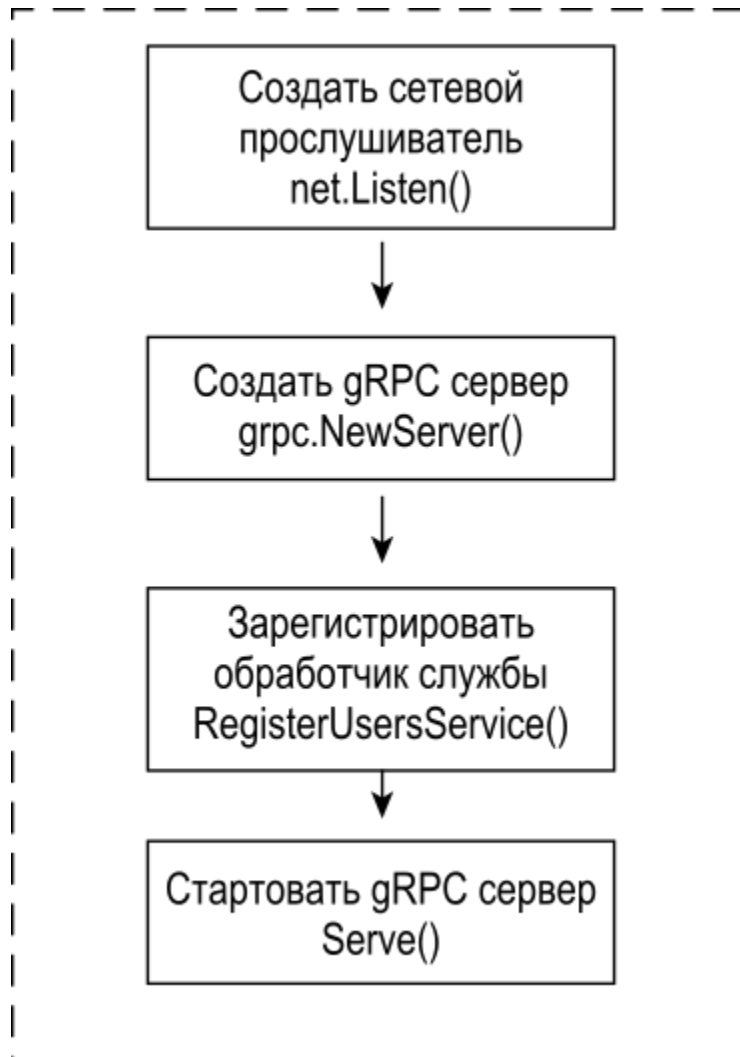 Создать сетевой
прослушиватель
net.Listen()
Создать gRPC сервер
grpc.NewServer()
Зарегистрировать
обработчик службы
RegisterUsersService()
Стартовать gRPC сервер
Serve()